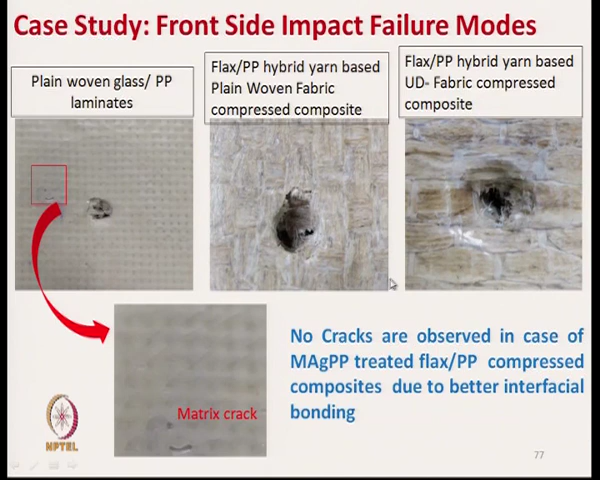 Case Study: Front Side Impact Failure Modes
Plain woven glass/ PP
laminates
Flax/PP hybrid yarn based
Plain Woven Fabric
compressed composite
Flax/PP hybrid yarn based
UD- Fabric compressed
composite
Matrix crack
No Cracks are observed in case of
MAgPP treated flax/PP compressed
composites due to better interfacial
bonding
NPTEL
77